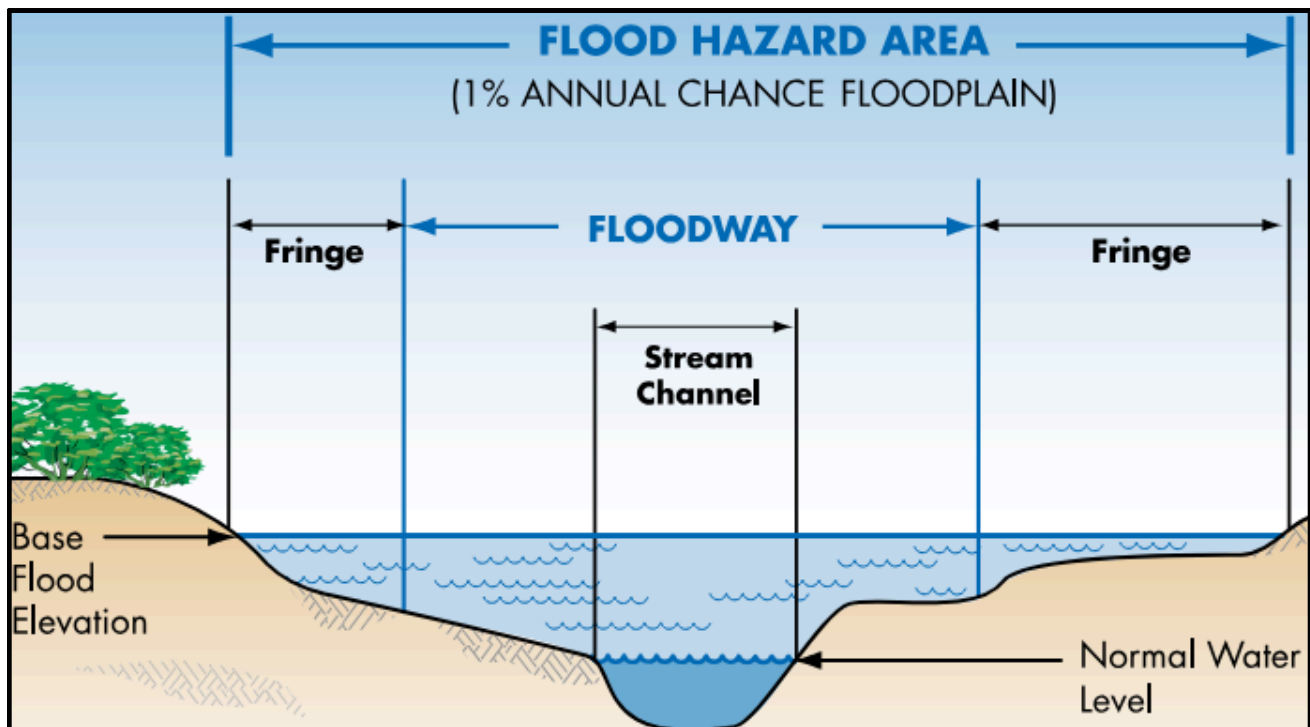 FLOOD HAZARD AREA
(1% ANNUAL CHANCE FLOODPLAIN)
Fringe
FLOODWAY
Fringe
Stream
Channel
Base
Flood
Elevation
Normal Water
Level